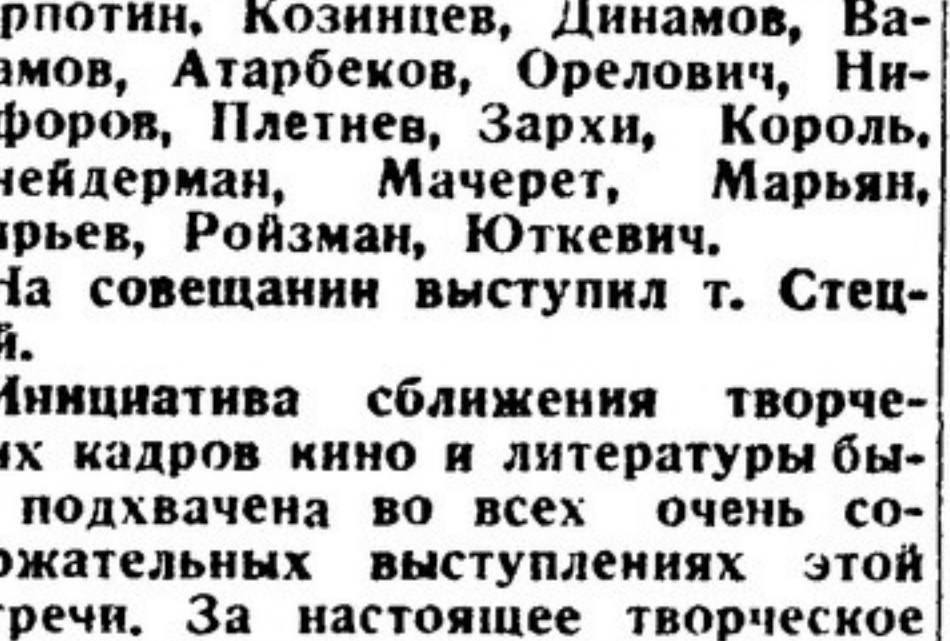 рпотин, Козинцев, Динамов, Ва-
амов, Атарбеков, Орелович, Ни-
форов, Плетнев, Зархи, Король,
нейдерман, Мачерет, Марьян,
ырьев, Ройзман, Юткевич.
На совещании выступил т. Стец-
й.
Инициатива сближения творче-
их кадров кино и литературы бы-
подхвачена во всех очень со-
ржательных выступлениях этой
тречи. За настоящее творческое